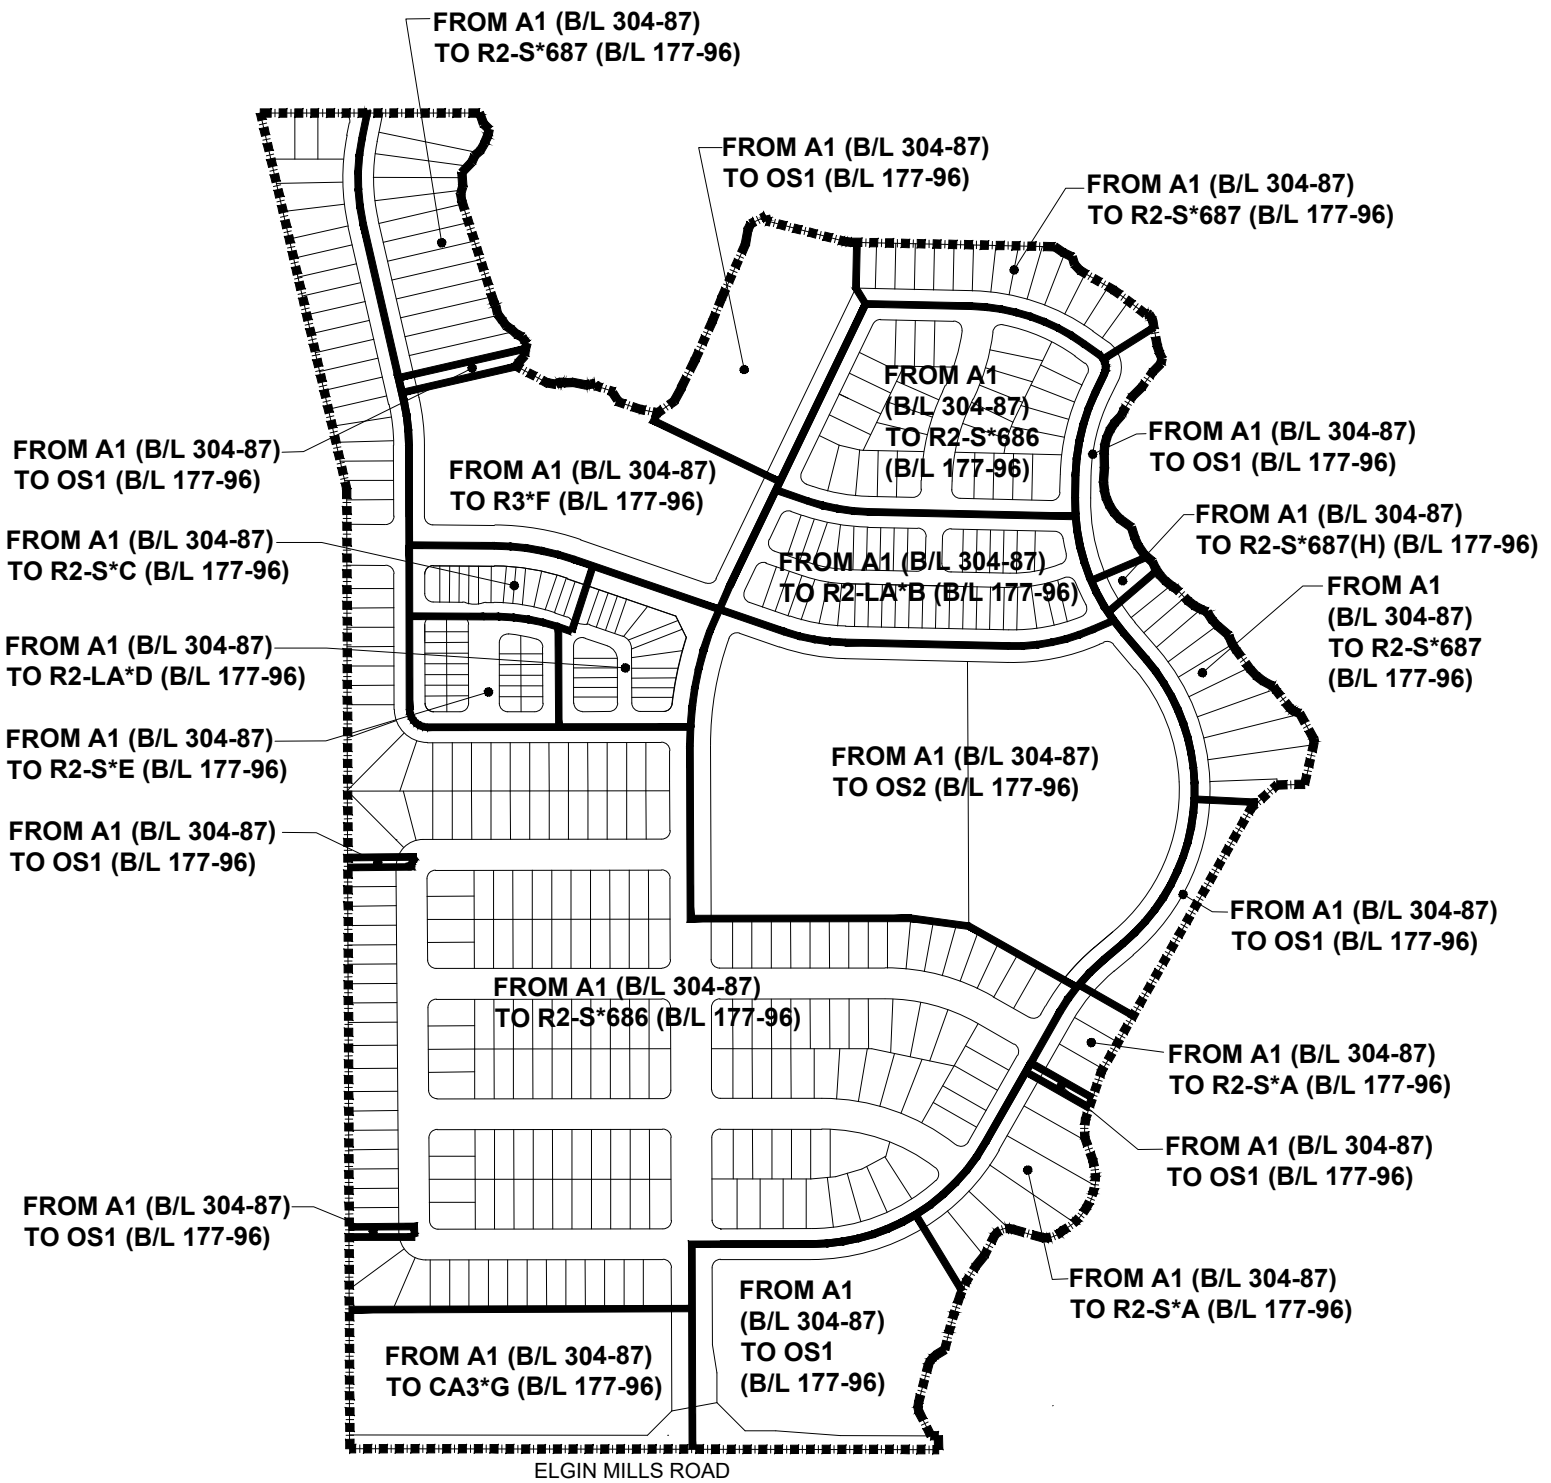 FROM A1 (B/L 304-87)
TO R2-S*687 (B/L 177-96)
FROM A1 (B/L 304-87)
TO OS1 (B/L 177-96)
FROM A1 (B/L 304-87)
TO R2-S*687 (B/L 177-96)
FROM A1
(B/L 304-87)
TO R2-S*686
(B/L 177-96)
FROM A1 (B/L 304-87)
TO OS1 (B/L 177-96)
FROM A1 (B/L 304-87)
TO OS1 (B/L 177-96)
FROM A1 (B/L 304-87)
TO R3*F (B/L 177-96)
FROM A1 (B/L 304-87)
TO R2-S*687(H) (B/L 177-96)
FROM A1 (B/L 304-87)
TO R2-S*C (B/L 177-96)
FROM A1 (B/L 304-87)
TO R2-LA*B (B/L 177-96)
FROM A1
(B/L 304-87)
TO R2-S*687
(B/L 177-96)
FROM A1 (B/L 304-87)
TO R2-LA*D (B/L 177-96)
FROM A1 (B/L 304-87)
TO R2-S*E (B/L 177-96)
FROM A1 (B/L 304-87)
TO OS2 (B/L 177-96)
FROM A1 (B/L 304-87)
TO OS1 (B/L 177-96)
FROM A1 (B/L 304-87)
TO OS1 (B/L 177-96)
FROM A1 (B/L 304-87)
TO R2-S*686 (B/L 177-96)
FROM A1 (B/L 304-87)
TO R2-S*A (B/L 177-96)
FROM A1 (B/L 304-87)
TO OS1 (B/L 177-96)
FROM A1 (B/L 304-87)
TO OS1 (B/L 177-96)
FROM A1 (B/L 304-87)
TO R2-S*A (B/L 177-96)
FROM A1
(B/L 304-87)
TO OS1
(B/L 177-96)
FROM A1 (B/L 304-87)
TO CA3*G (B/L 177-96)
ELGIN MILLS ROAD